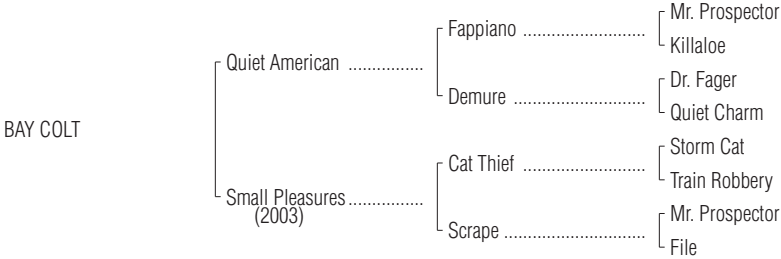 Mr. Prospector
Fappiano ..........................
Killaloe
Quiet American ................
Dr. Fager
Demure ............................
Quiet Charm
BAY COLT
Storm Cat
Cat Thief ..........................
Train Robbery
Small Pleasures................
(2003)
Mr. Prospector
Scrape ..............................
File